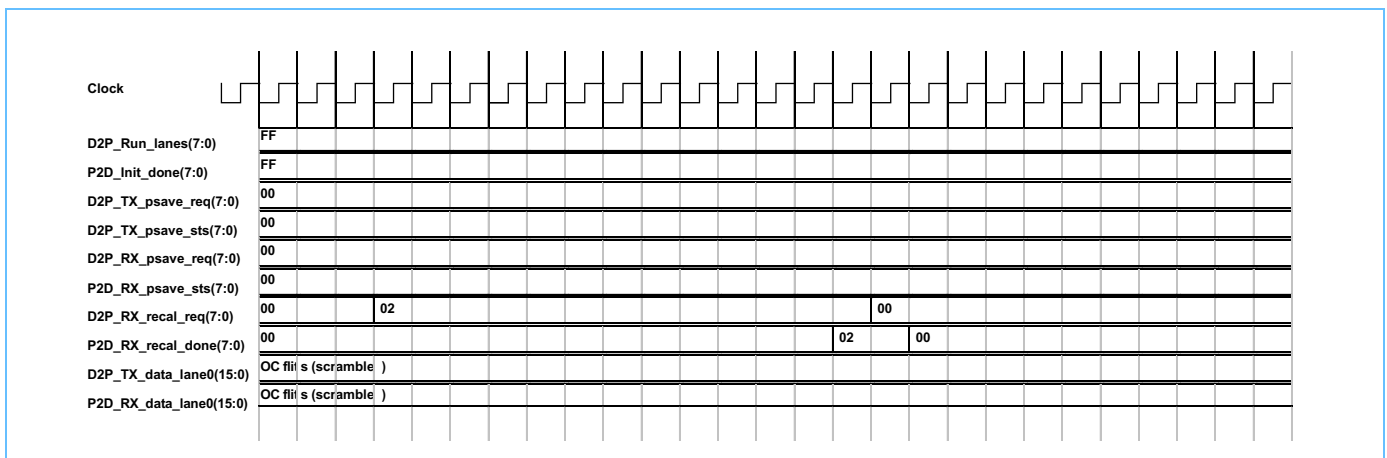 Clock
D2P_Run_lanes(7:0) FF
P2D_Init_done(7:0) FF
D2P_TX_psave_req(7:0) 00
D2P_TX_psave_sts(7:0) 00
D2P_RX_psave_req(7:0) 00
P2D_RX_psave_sts(7:0) 00
D2P_RX_recal_req(7:0) 00 02 00
P2D_RX_recal_done(7:0) 00 02 00
D2P_TX_data_lane0(15:0) OC flit s (scramble )
P2D_RX_data_lane0(15:0) OC flit s (scramble )